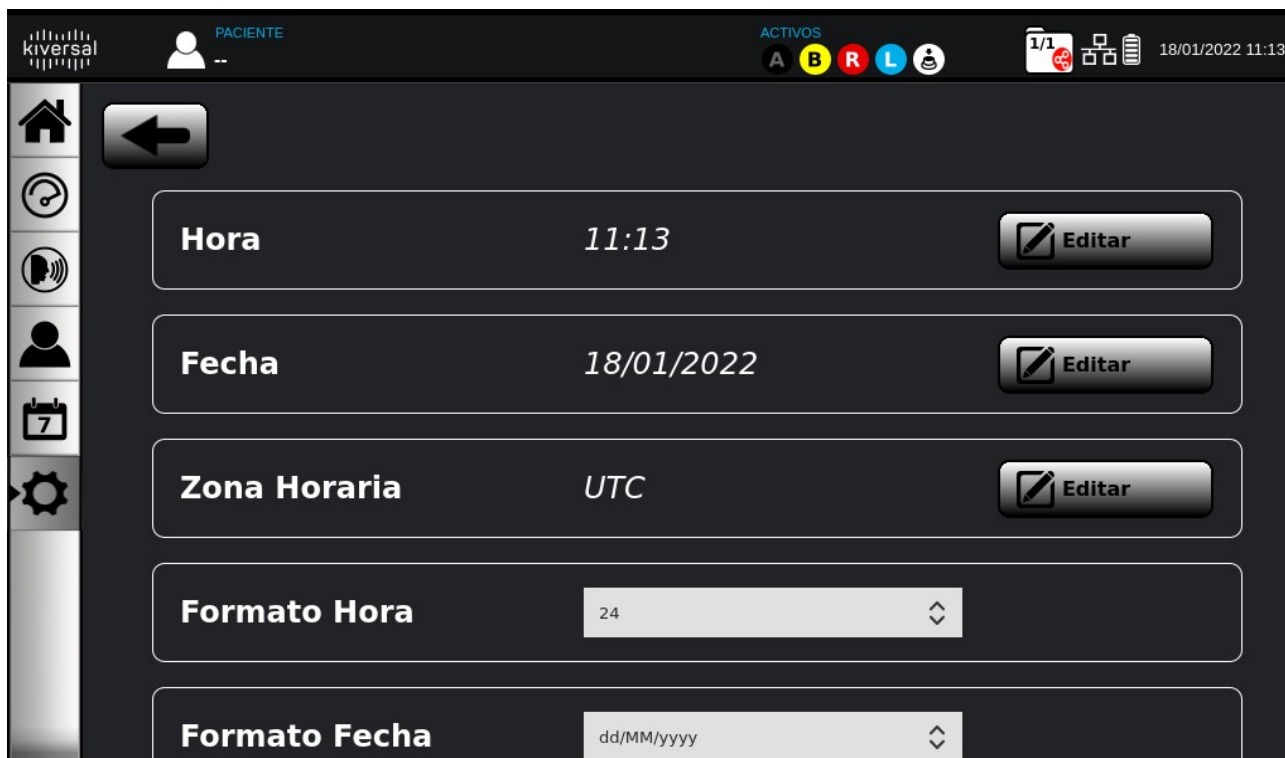 kiversal
PACIENTE
--
ACTIVOS
A B R L
1/1
18/01/2022 11:13
Hora 11:13 Editar
Fecha 18/01/2022 Editar
7
Zona Horaria UTC Editar
Formato Hora 24
Formato Fecha dd/MM/yyyy